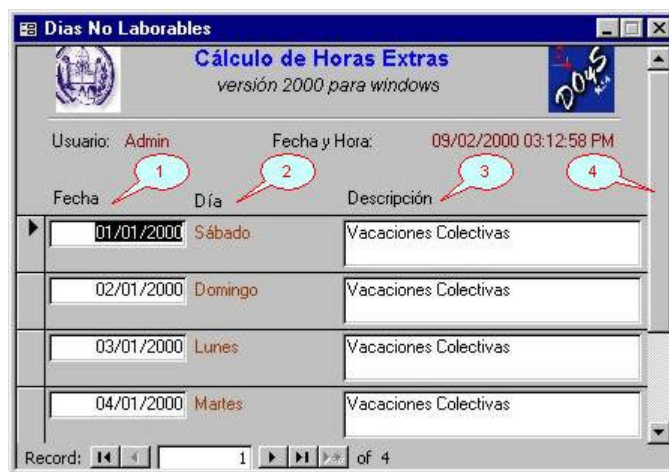 Dias No Laborables
Cálculo de Horas Extras
versión 2000 para windows
DOYS
Usuario: Admin Fecha y Hora: 09/02/2000 03:12:58 PM
1 2 3 4
Fecha Día Descripción
01/01/2000 Sábado Vacaciones Colectivas
02/01/2000 Domingo Vacaciones Colectivas
03/01/2000 Lunes Vacaciones Colectivas
04/01/2000 Martes Vacaciones Colectivas
Record: 1 of 4